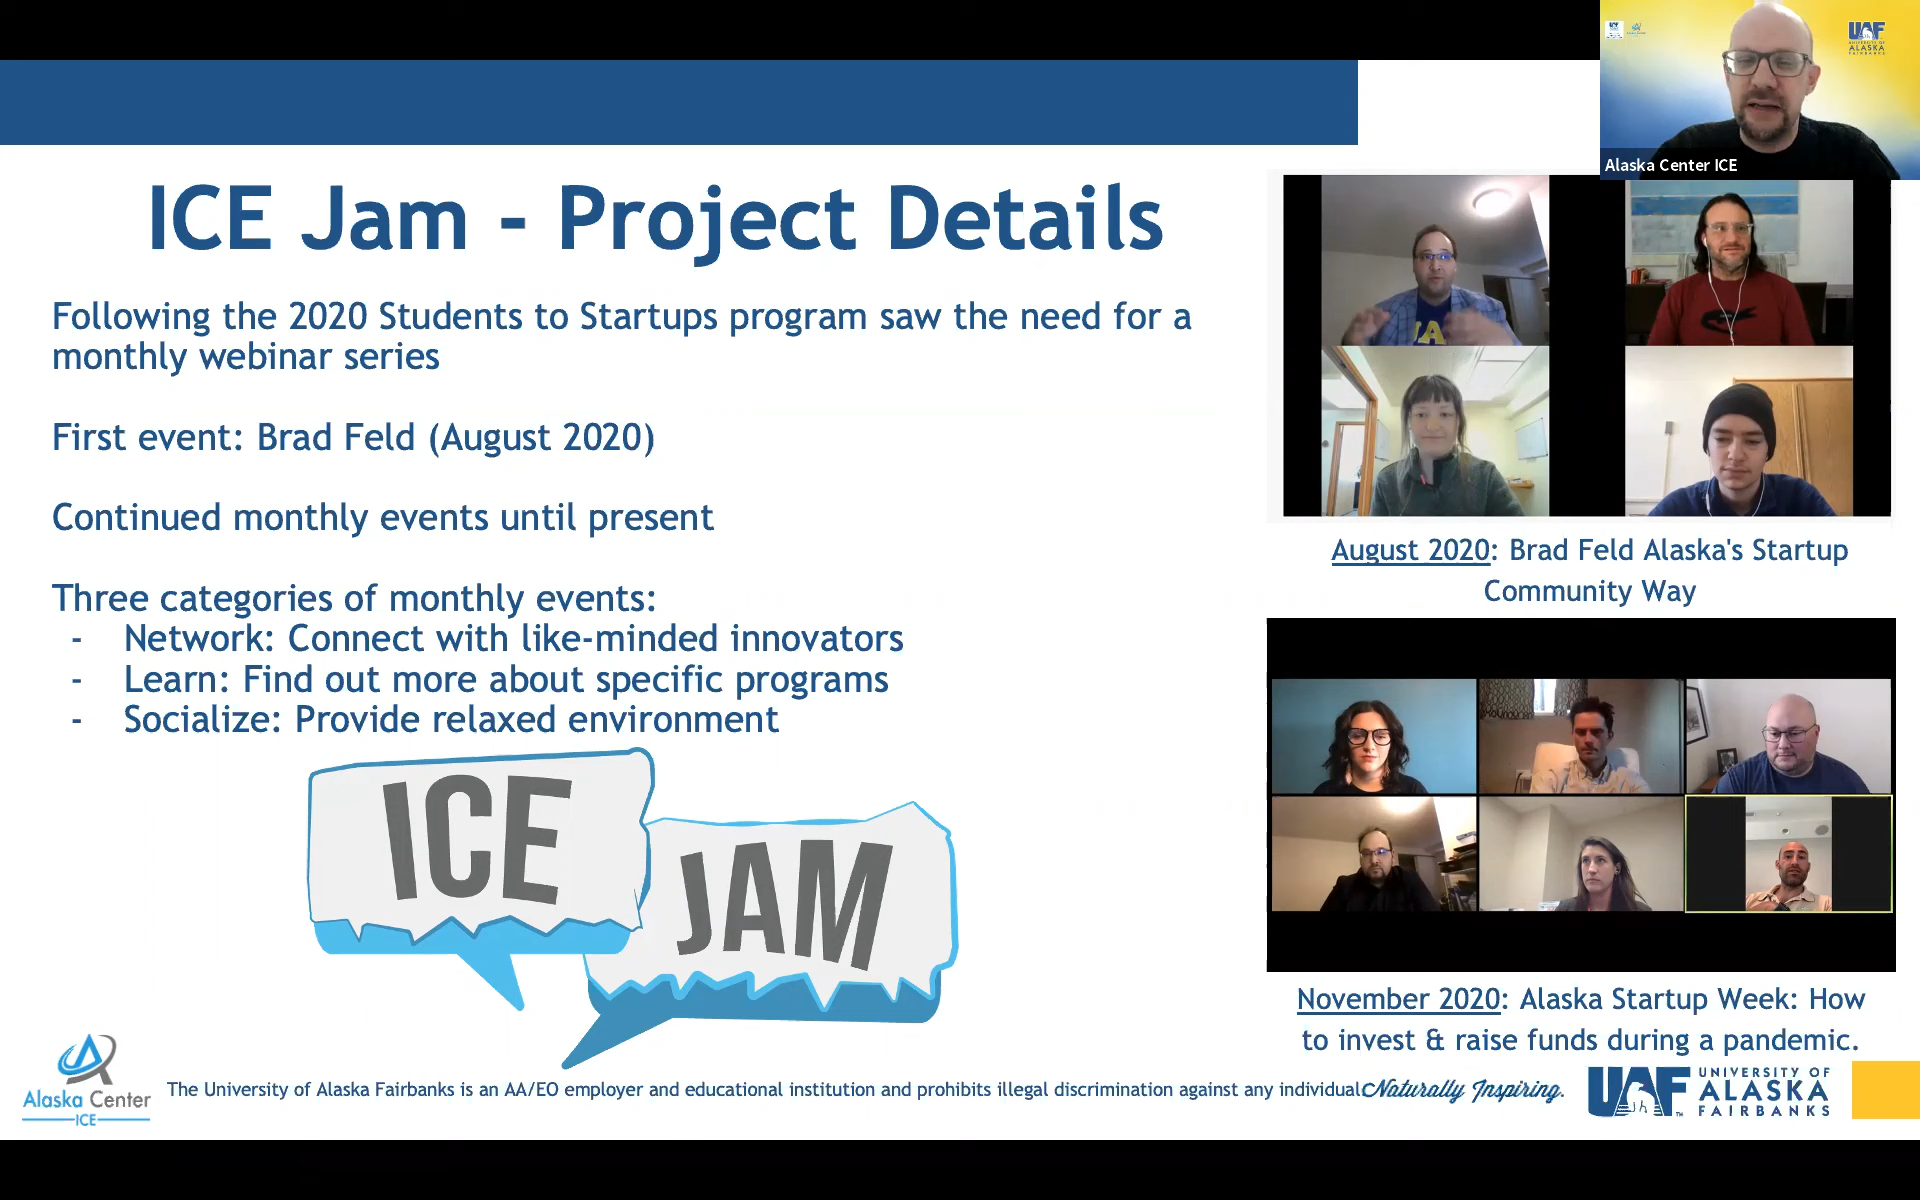 UAF
UNIVERSITY OF
ALASKA
FAIRBANKS
Alaska Center ICE
ICE Jam - Project Details
Following the 2020 Students to Startups program saw the need for a
monthly webinar series
First event: Brad Feld (August 2020)
Continued monthly events until present
Three categories of monthly events:
- Network: Connect with like-minded innovators
- Learn: Find out more about specific programs
- Socialize: Provide relaxed environment
ICE
JAM
August 2020: Brad Feld Alaska's Startup
Community Way
November 2020: Alaska Startup Week: How
to invest & raise funds during a pandemic.
Alaska Center
ICE
The University of Alaska Fairbanks is an AA/EO employer and educational institution and prohibits illegal discrimination against any individual
Naturally Inspiring.
UAF
UNIVERSITY OF
ALASKA
FAIRBANKS